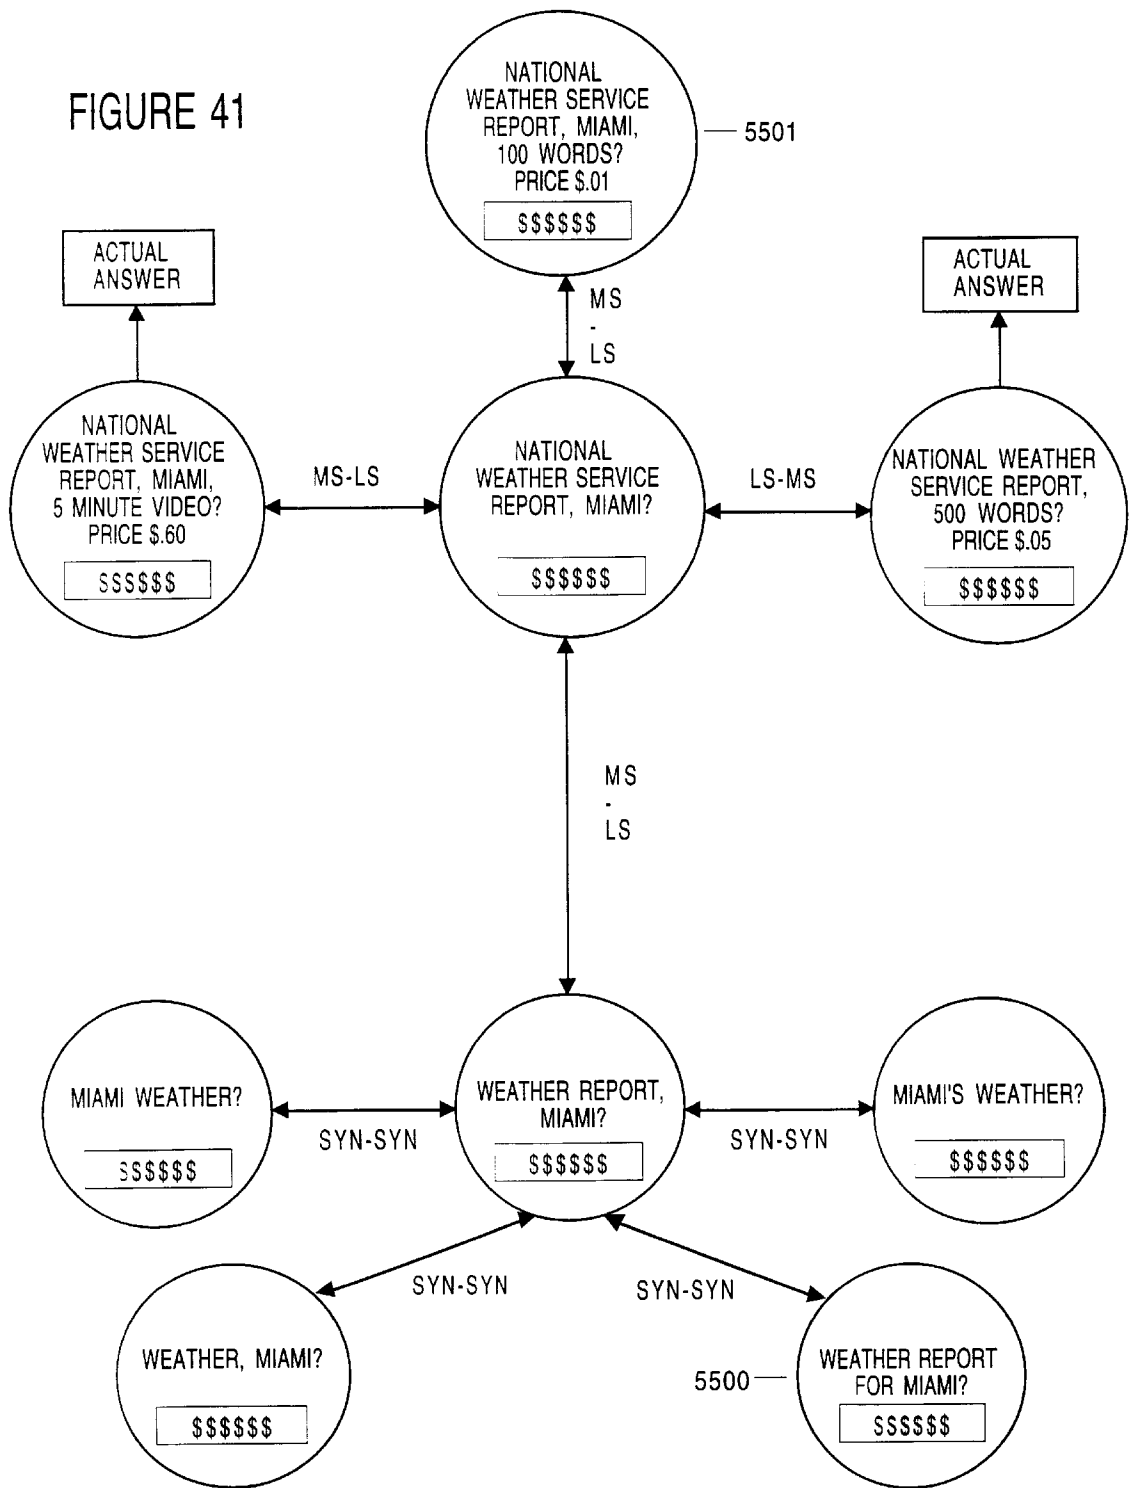 FIGURE 41
NATIONAL
WEATHER SERVICE
REPORT, MIAMI,
100 WORDS?
PRICE $.01
$$$$$$
5501
MS
-
LS
ACTUAL
ANSWER
ACTUAL
ANSWER
NATIONAL
WEATHER SERVICE
REPORT, MIAMI,
5 MINUTE VIDEO?
PRICE $.60
$$$$$$
MS-LS
NATIONAL
WEATHER SERVICE
REPORT, MIAMI?
$$$$$$
LS-MS
NATIONAL WEATHER
SERVICE REPORT,
500 WORDS?
PRICE $.05
$$$$$$
MS
-
LS
MIAMI WEATHER?
$$$$$$
SYN-SYN
WEATHER REPORT,
MIAMI?
$$$$$$
SYN-SYN
MIAMI'S WEATHER?
$$$$$$
SYN-SYN
SYN-SYN
WEATHER, MIAMI?
$$$$$$
5500
WEATHER REPORT
FOR MIAMI?
$$$$$$